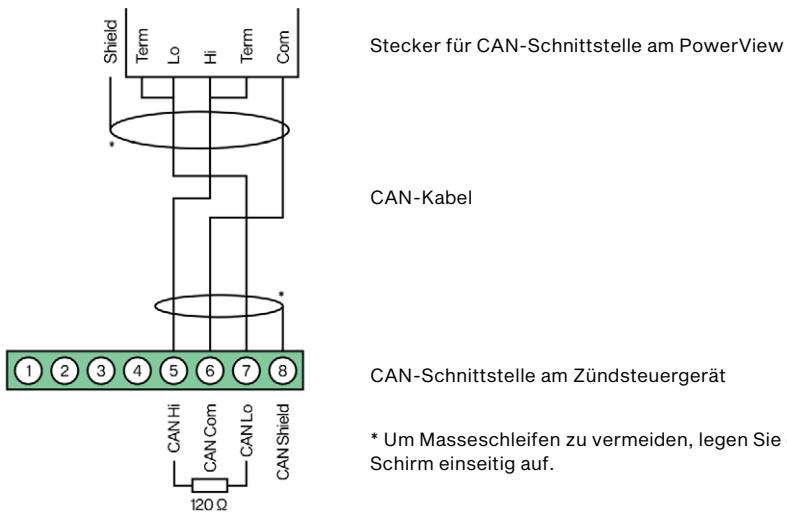 Shield
Term
Lo
Hi
Term
Com
Stecker für CAN-Schnittstelle am PowerView
*
CAN-Kabel
*
1 2 3 4 5 6 7 8
CAN-Schnittstelle am Zündsteuergerät
CAN Hi
CAN Com
CAN Lo
CAN Shield
120 Ω
* Um Masseschleifen zu vermeiden, legen Sie
Schirm einseitig auf.